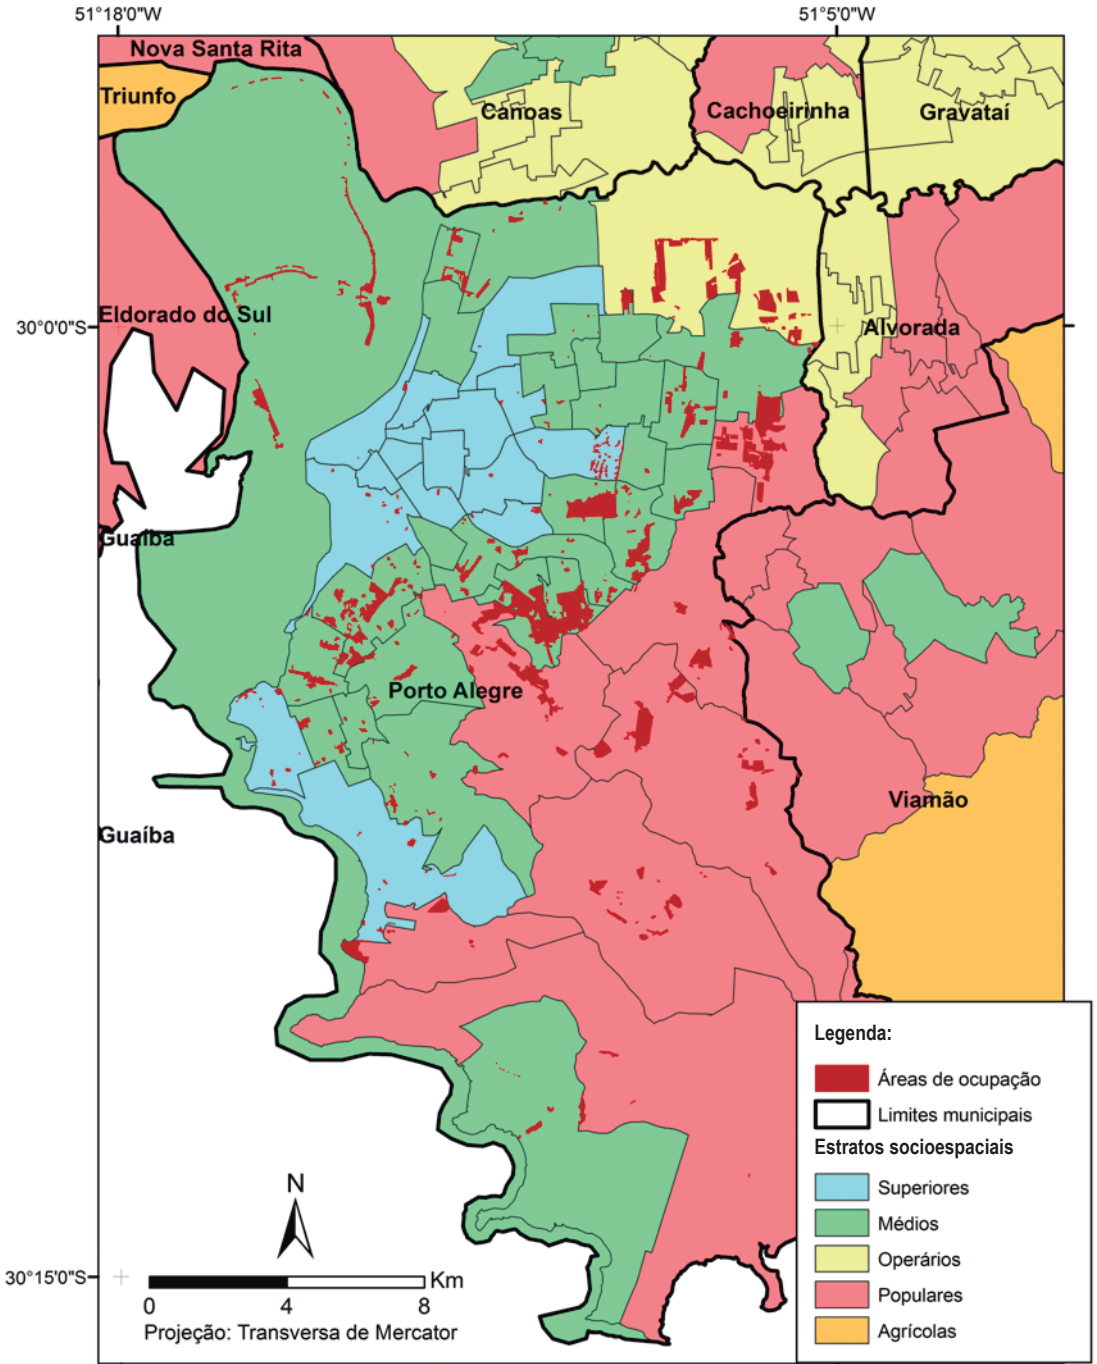 51°18'0"W
51°5'0"W
Nova Santa Rita
Triunfo
Canoas
Cachoeirinha
Gravataí
Eldorado do Sul
30°0'0"S
Alvorada
Guaíba
Porto Alegre
Viamão
Guaíba
Legenda:
Áreas de ocupação
Limites municipais
Estratos socioespaciais
Superiores
Médios
Operários
Populares
Agrícolas
N
30°15'0"S
Km
0 4 8
Projeção: Transversa de Mercator